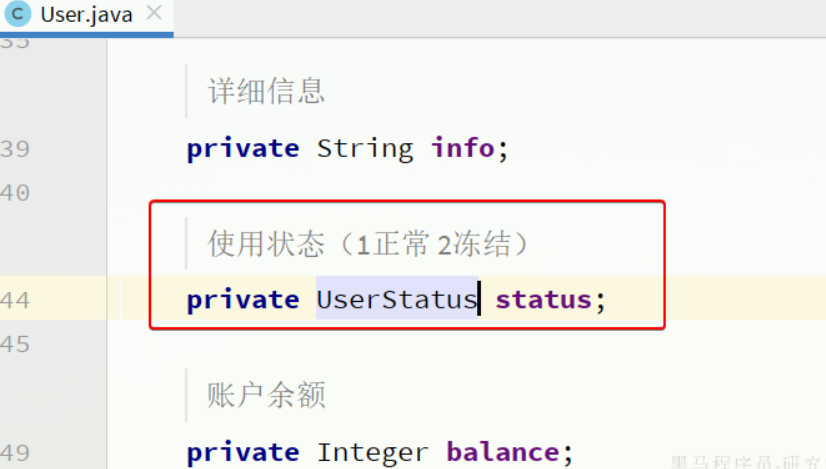 User.java
35
详细信息
39 private String info;
40
使用状态（1正常 2冻结）
44 private UserStatus status;
45
账户余额
49 private Integer balance;
黑马程序员-研究